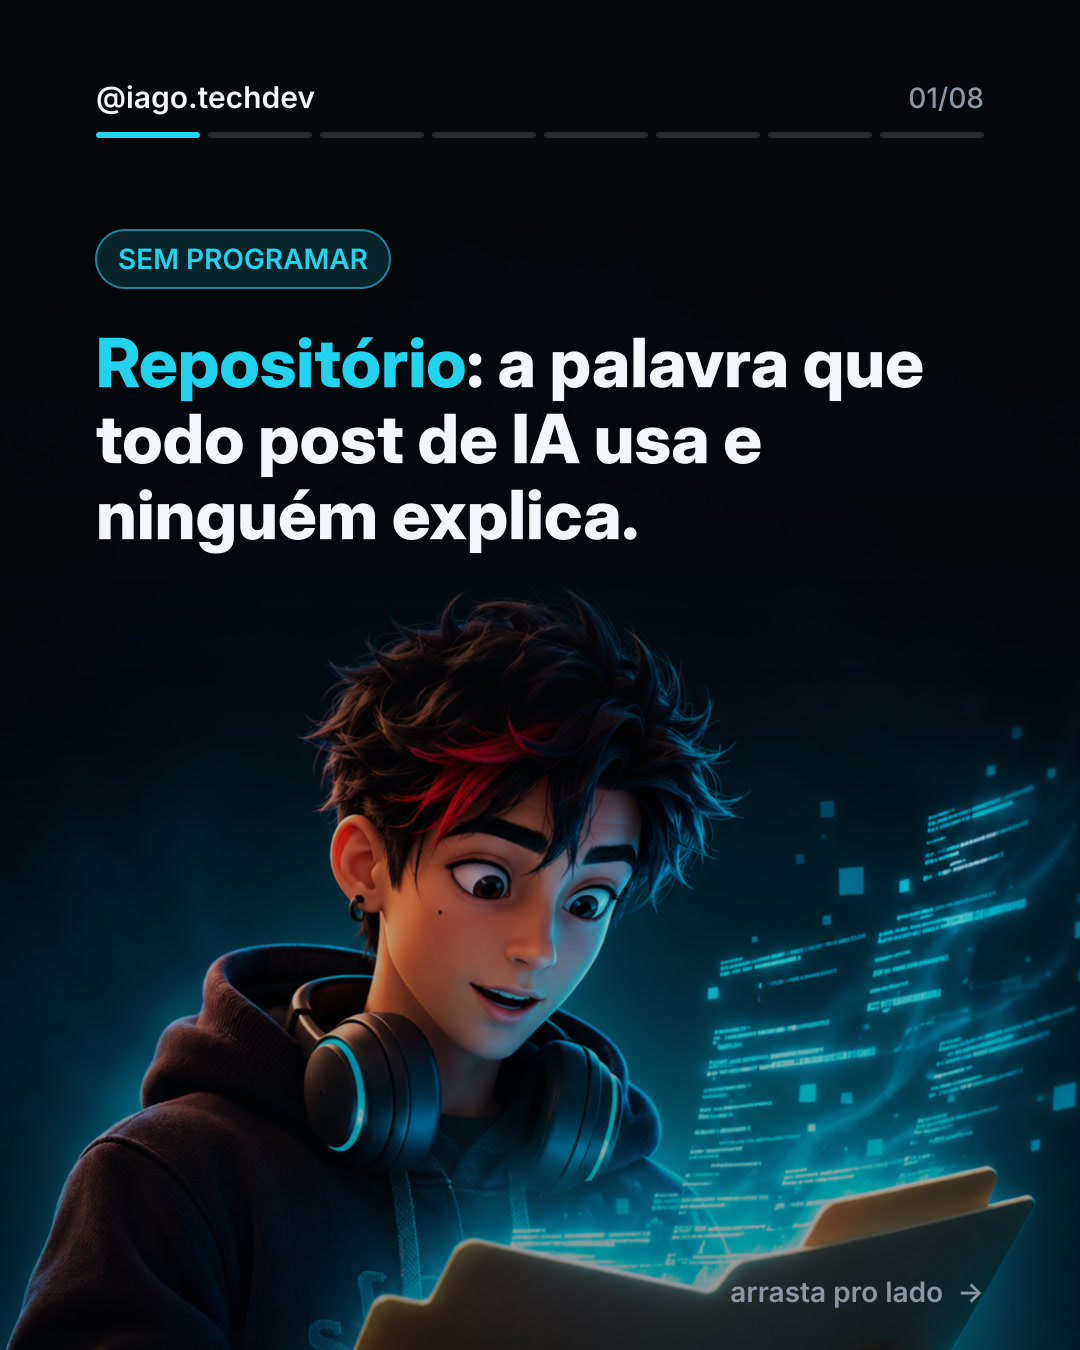 @iago.techdev
01/08
SEM PROGRAMAR
Repositório: a palavra que
todo post de IA usa e
ninguém explica.
arrasta pro lado →